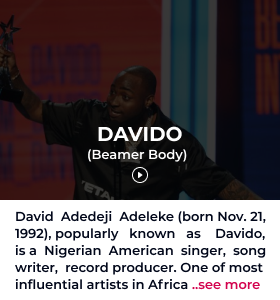 DAVIDO
(Beamer Body)
David Adedeji Adeleke (born Nov. 21,
1992), popularly known as Davido,
is a Nigerian American singer, song
writer, record producer. One of most
influential artists in Africa ..see more